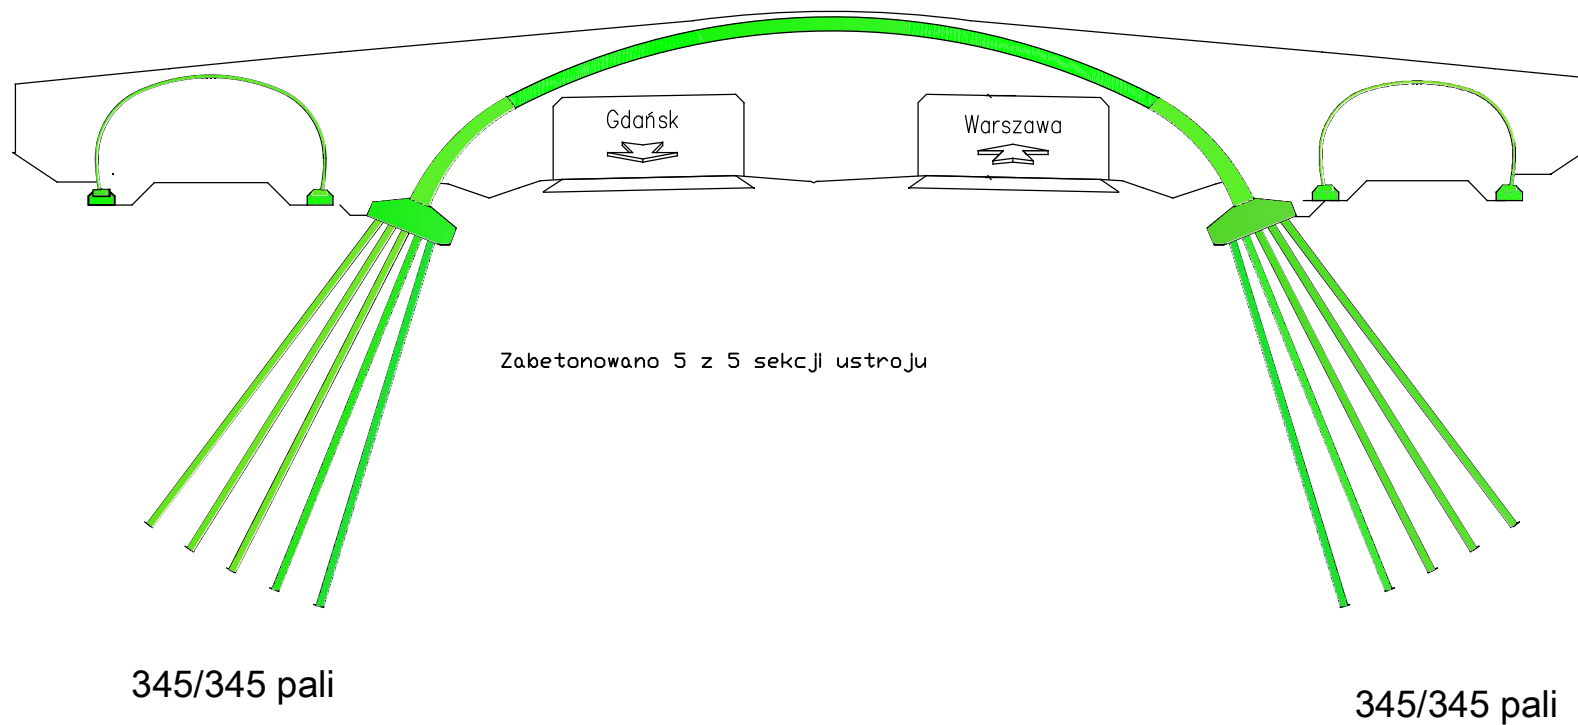 Gdańsk
Warszawa
Zabetonowano 5 z 5 sekcji ustroju
345/345 pali
345/345 pali